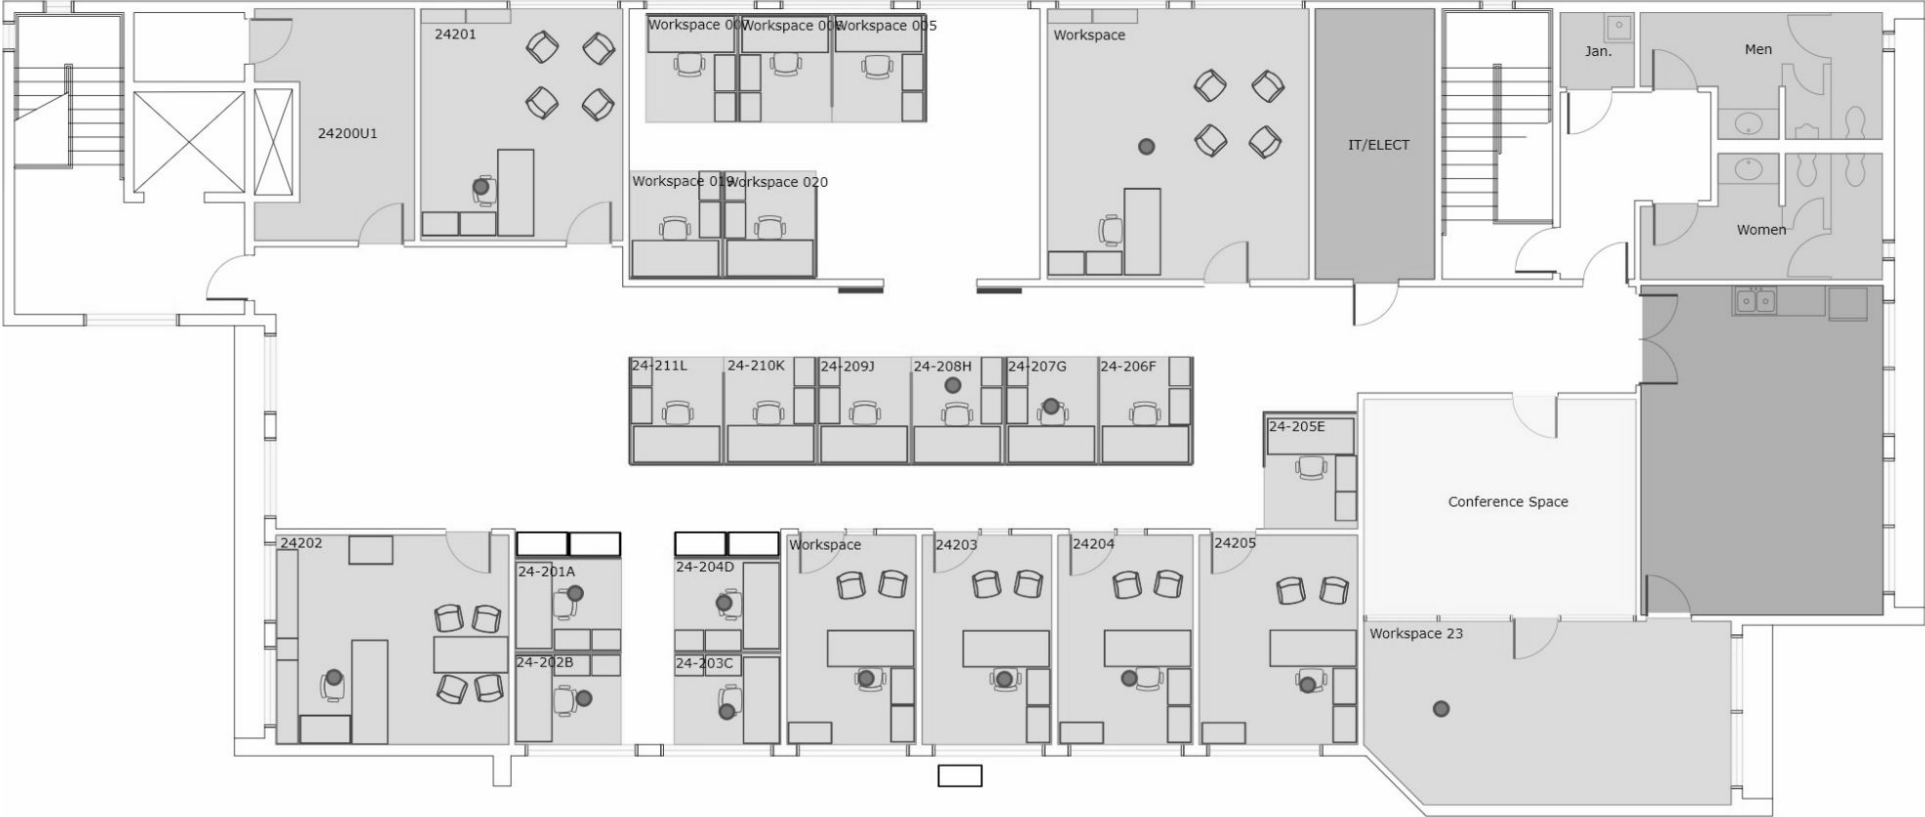 24201
Workspace 007
Workspace 006
Workspace 005
Workspace
Jan.
Men
24200U1
IT/ELECT
Workspace 019
Workspace 020
Women
24-211L
24-210K
24-209J
24-208H
24-207G
24-206F
24-205E
Conference Space
24202
24-201A
24-204D
Workspace
24203
24204
24205
24-202B
24-203C
Workspace 23